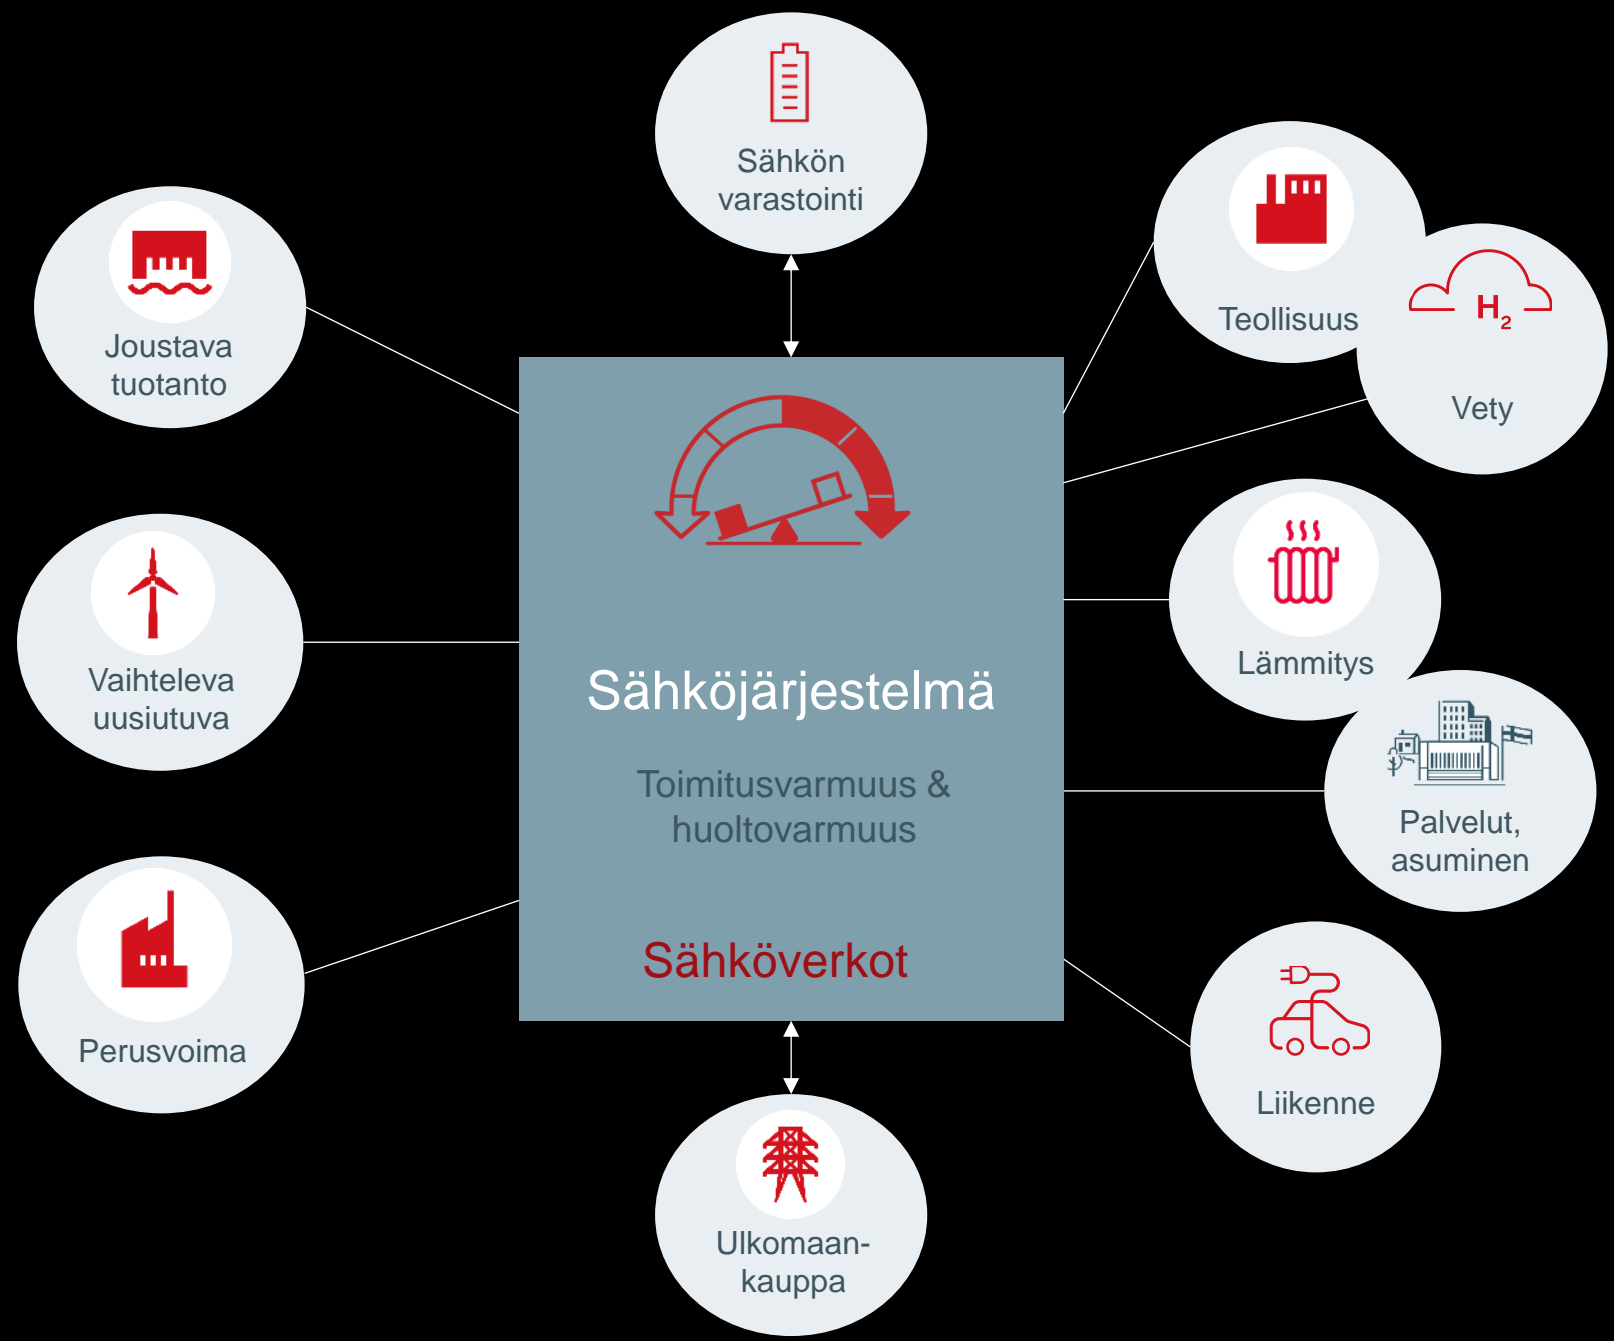 Sähkön
varastointi
Joustava
tuotanto
Vaihteleva
uusiutuva
Perusvoima
Sähköjärjestelmä
Toimitusvarmuus &
huoltovarmuus
Sähköverkot
Ulkomaan-
kauppa
Teollisuus
H2
Vety
Lämmitys
Palvelut,
asuminen
Liikenne